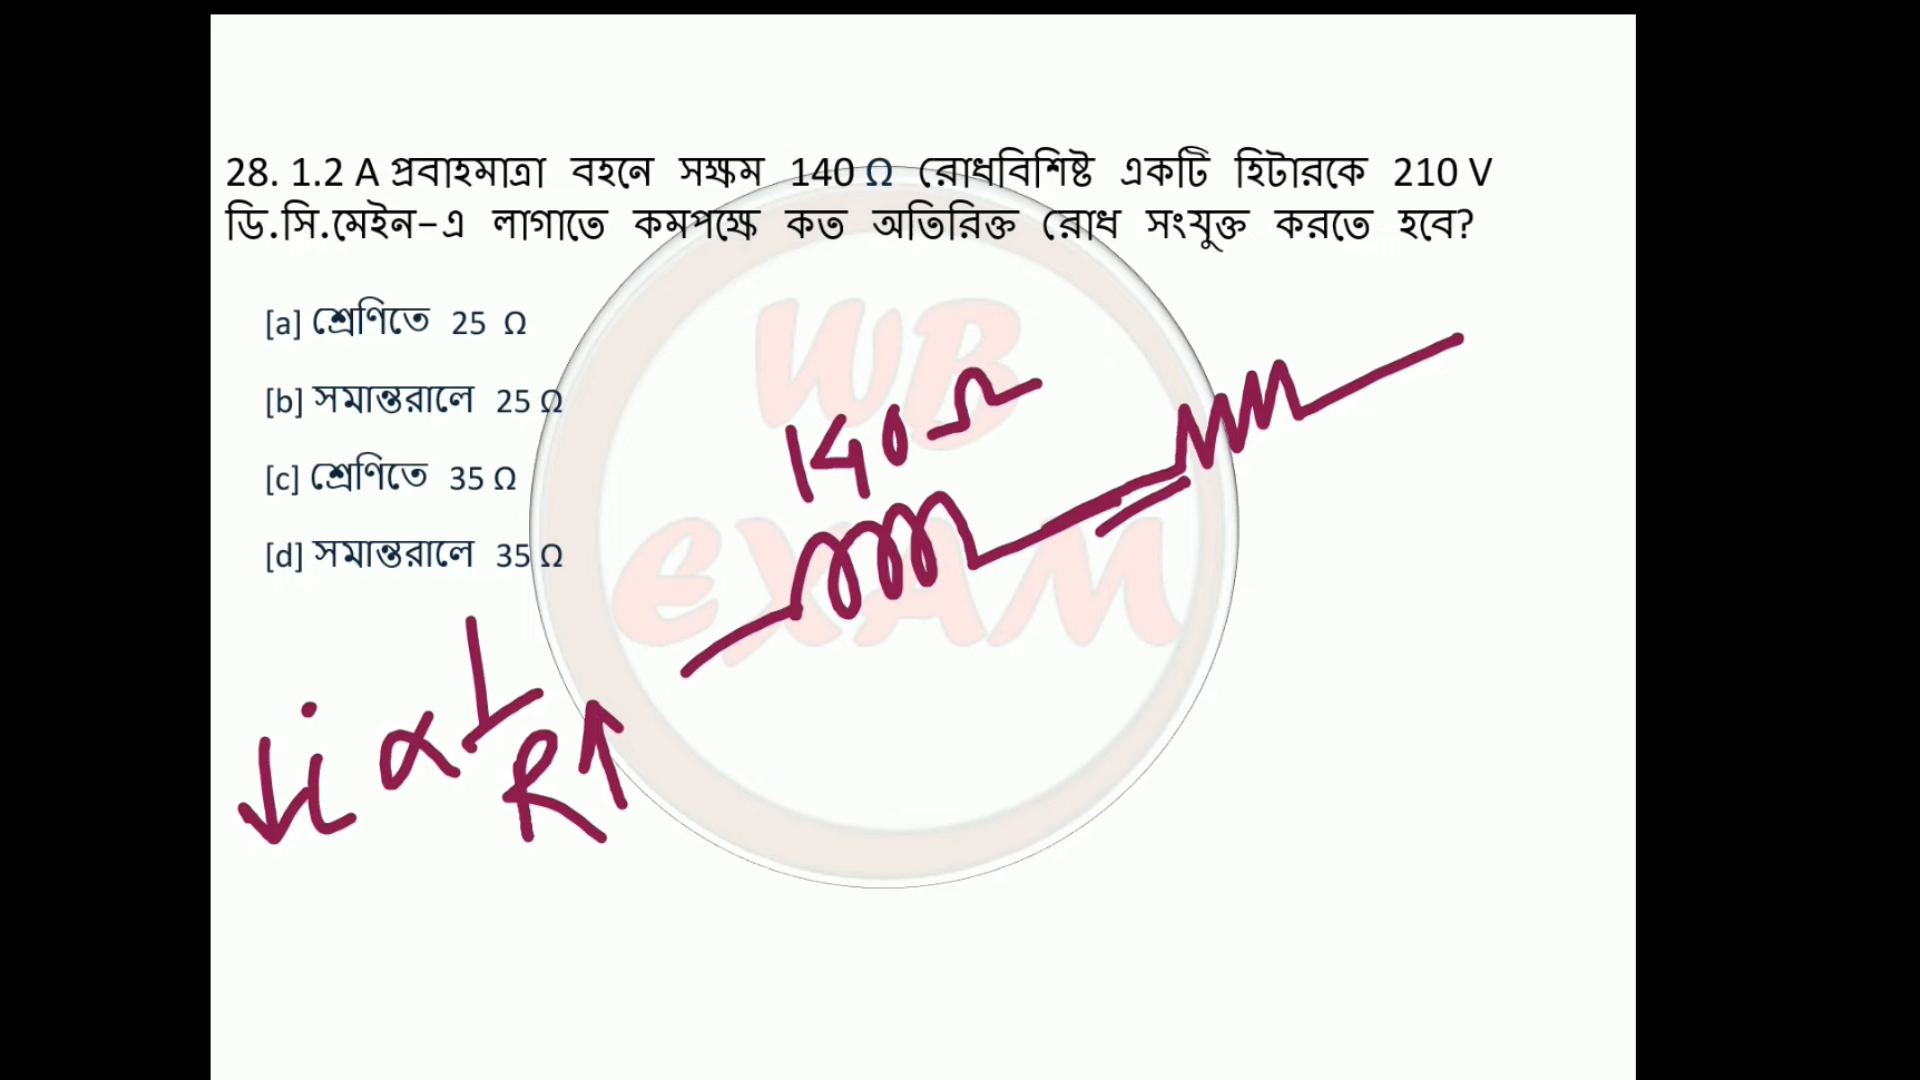 28. 1.2 A প্রবাহমাত্রা বহনে সক্ষম 140 Ω রোধবিশিষ্ট একটি হিটারকে 210 V
ডি.সি.মেইন-এ লাগাতে কমপক্ষে কত অতিরিক্ত রোধ সংযুক্ত করতে হবে?
[a] শ্রেণিতে 25 Ω
[b] সমান্তরালে 25 Ω
[c] শ্রেণিতে 35 Ω
[d] সমান্তরালে 35 Ω
WB
EXAM
140 Ω
↓i ∝ 1/R↑